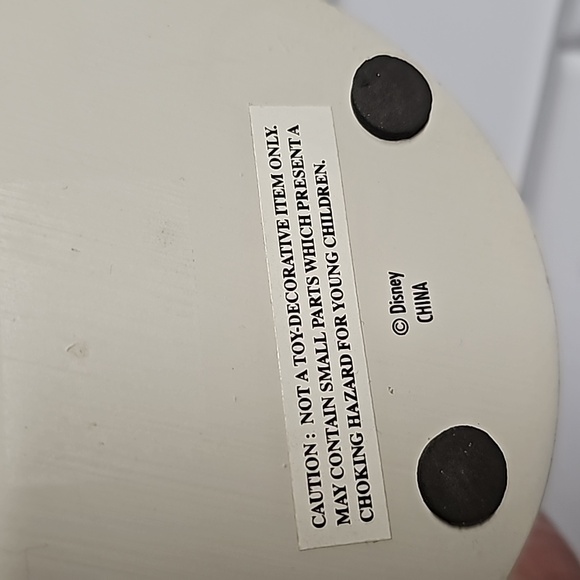 CAUTION : NOT A TOY-DECORATIVE ITEM ONLY.
MAY CONTAIN SMALL PARTS WHICH PRESENT A
CHOKING HAZARD FOR YOUNG CHILDREN.
© Disney
CHINA